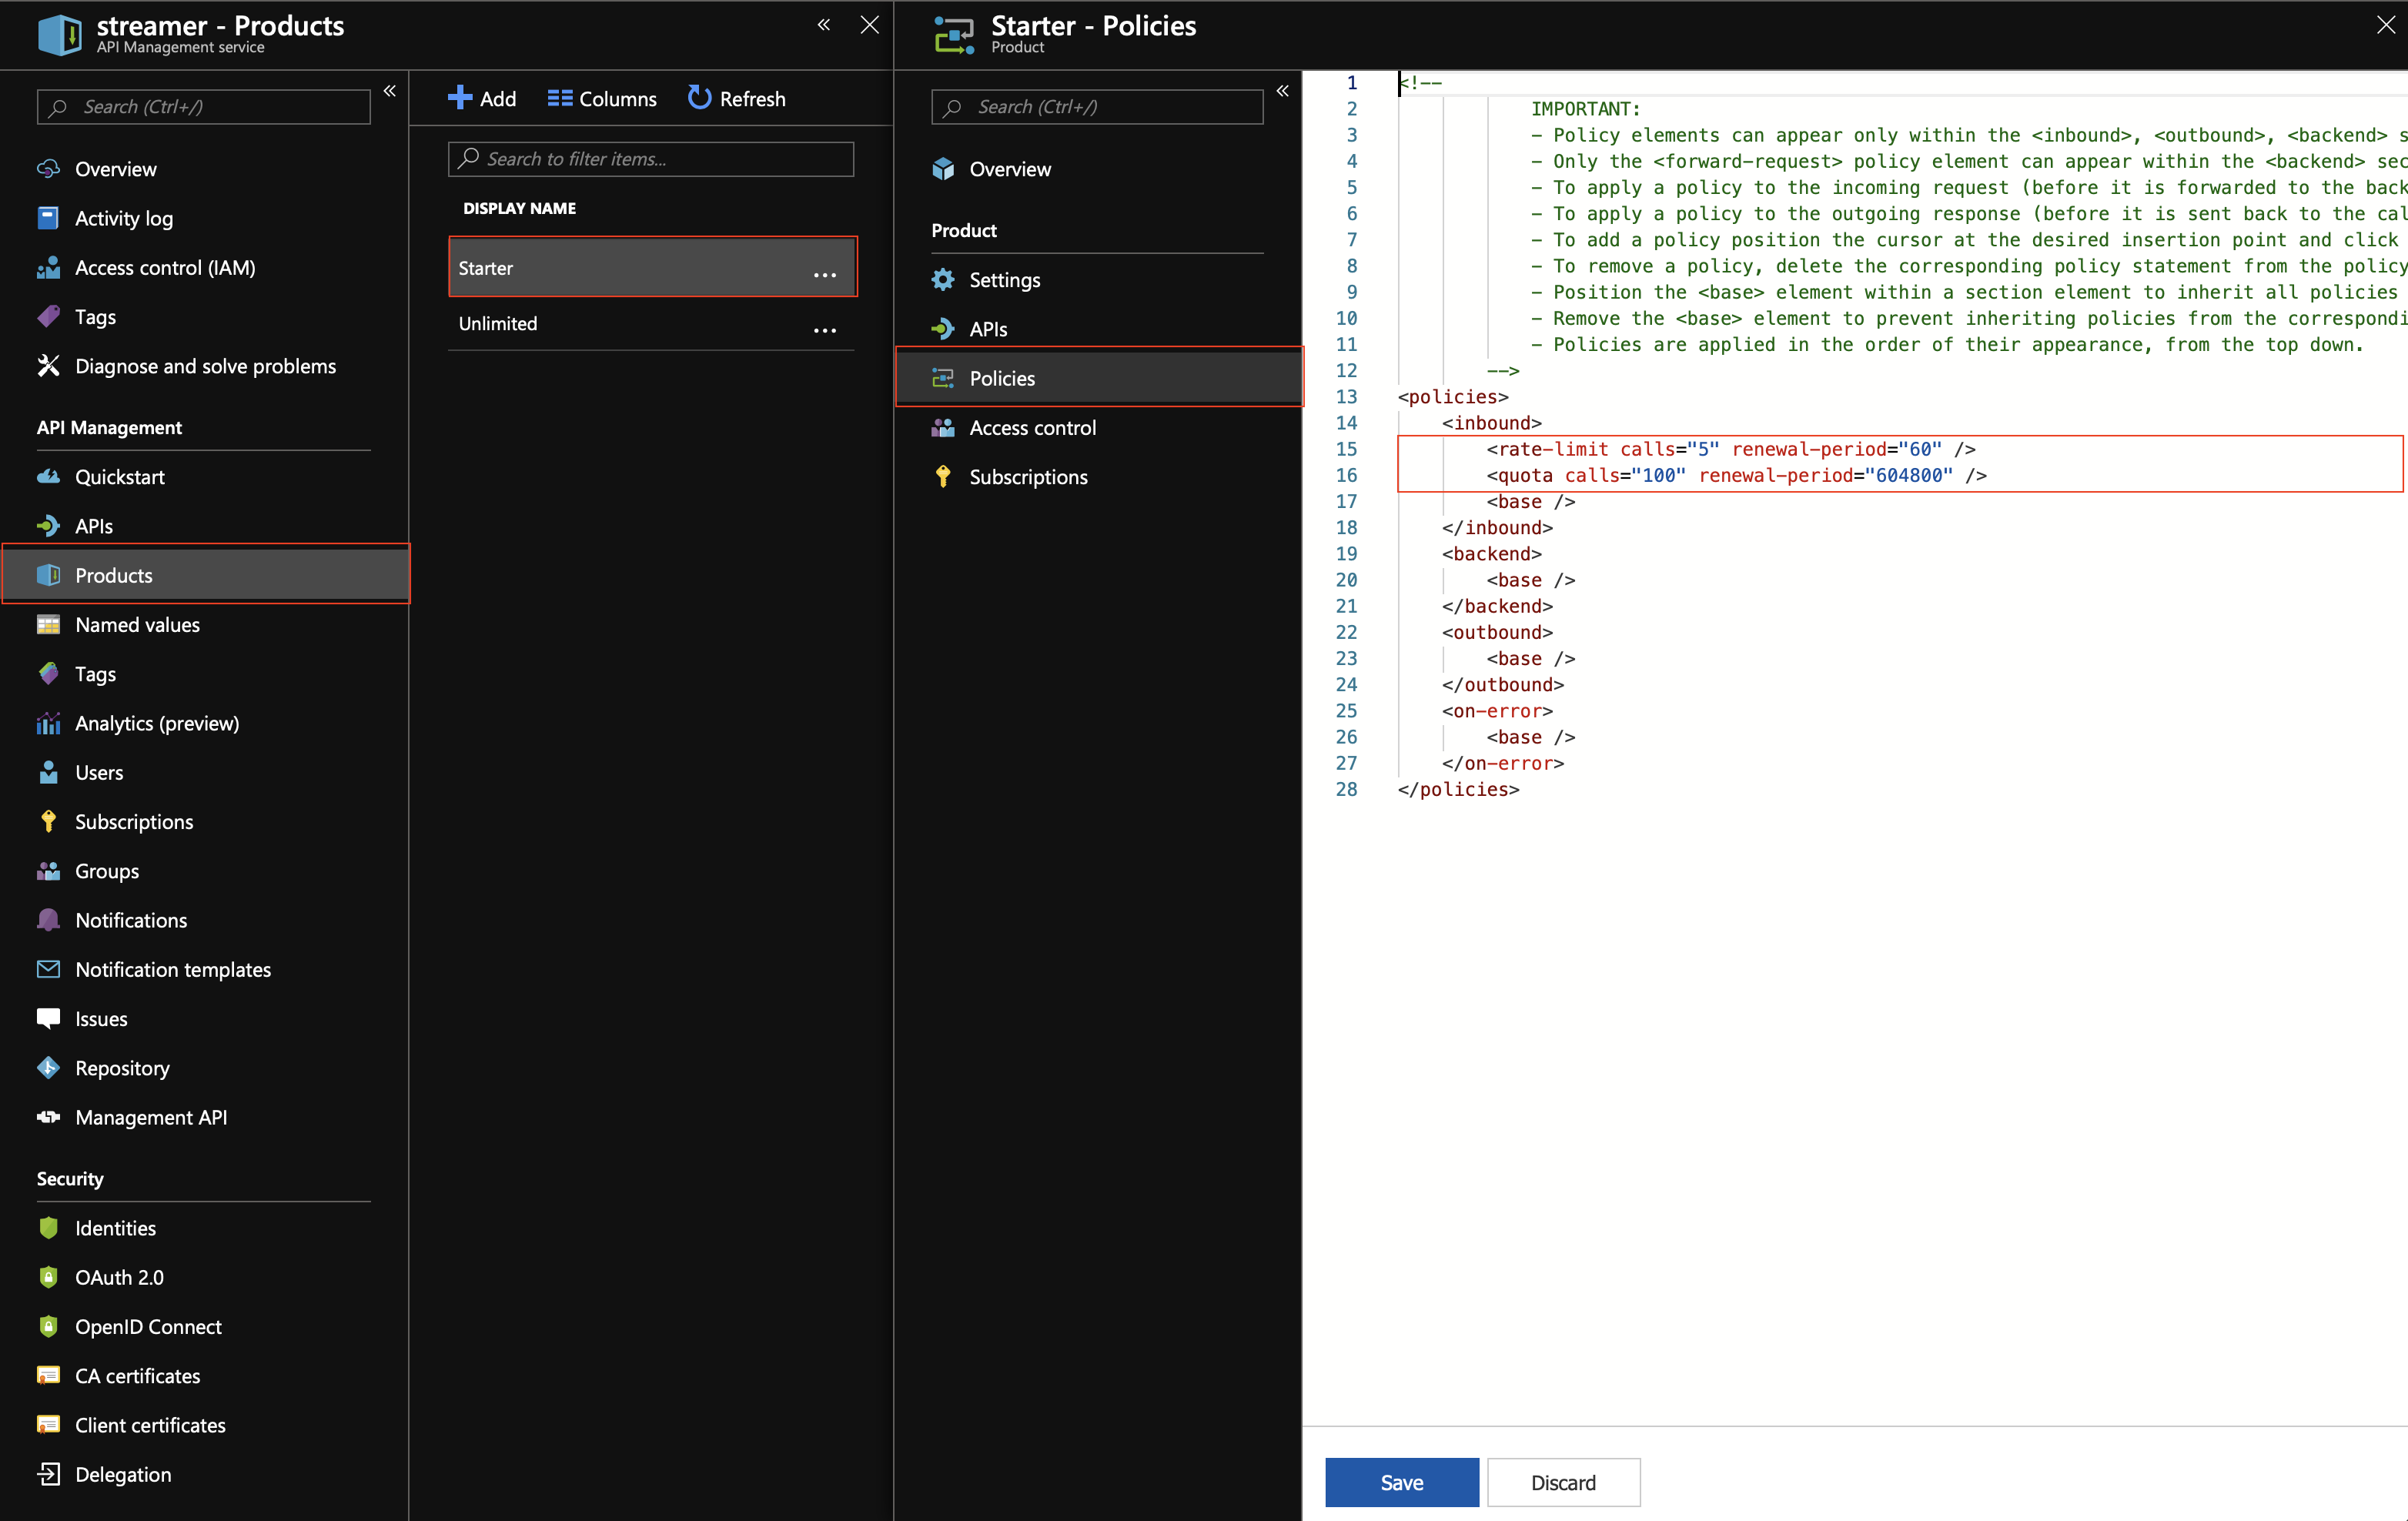 streamer - Products
API Management service
Search (Ctrl+/)
Overview
Activity log
Access control (IAM)
Tags
Diagnose and solve problems
API Management
Quickstart
APIs
Products
Named values
Tags
Analytics (preview)
Users
Subscriptions
Groups
Notifications
Notification templates
Issues
Repository
Management API
Security
Identities
OAuth 2.0
OpenID Connect
CA certificates
Client certificates
Delegation
Add Columns Refresh
Search to filter items...
DISPLAY NAME
Starter ...
Unlimited ...
Starter - Policies
Product
Search (Ctrl+/)
Overview
Product
Settings
APIs
Policies
Access control
Subscriptions
1 <!--
2 IMPORTANT:
3 - Policy elements can appear only within the <inbound>, <outbound>, <backend> s
4 - Only the <forward-request> policy element can appear within the <backend> sec
5 - To apply a policy to the incoming request (before it is forwarded to the back
6 - To apply a policy to the outgoing response (before it is sent back to the cal
7 - To add a policy position the cursor at the desired insertion point and click
8 - To remove a policy, delete the corresponding policy statement from the policy
9 - Position the <base> element within a section element to inherit all policies
10 - Remove the <base> element to prevent inheriting policies from the correspondi
11 - Policies are applied in the order of their appearance, from the top down.
12 -->
13 <policies>
14 <inbound>
15 <rate-limit calls="5" renewal-period="60" />
16 <quota calls="100" renewal-period="604800" />
17 <base />
18 </inbound>
19 <backend>
20 <base />
21 </backend>
22 <outbound>
23 <base />
24 </outbound>
25 <on-error>
26 <base />
27 </on-error>
28 </policies>
Save Discard